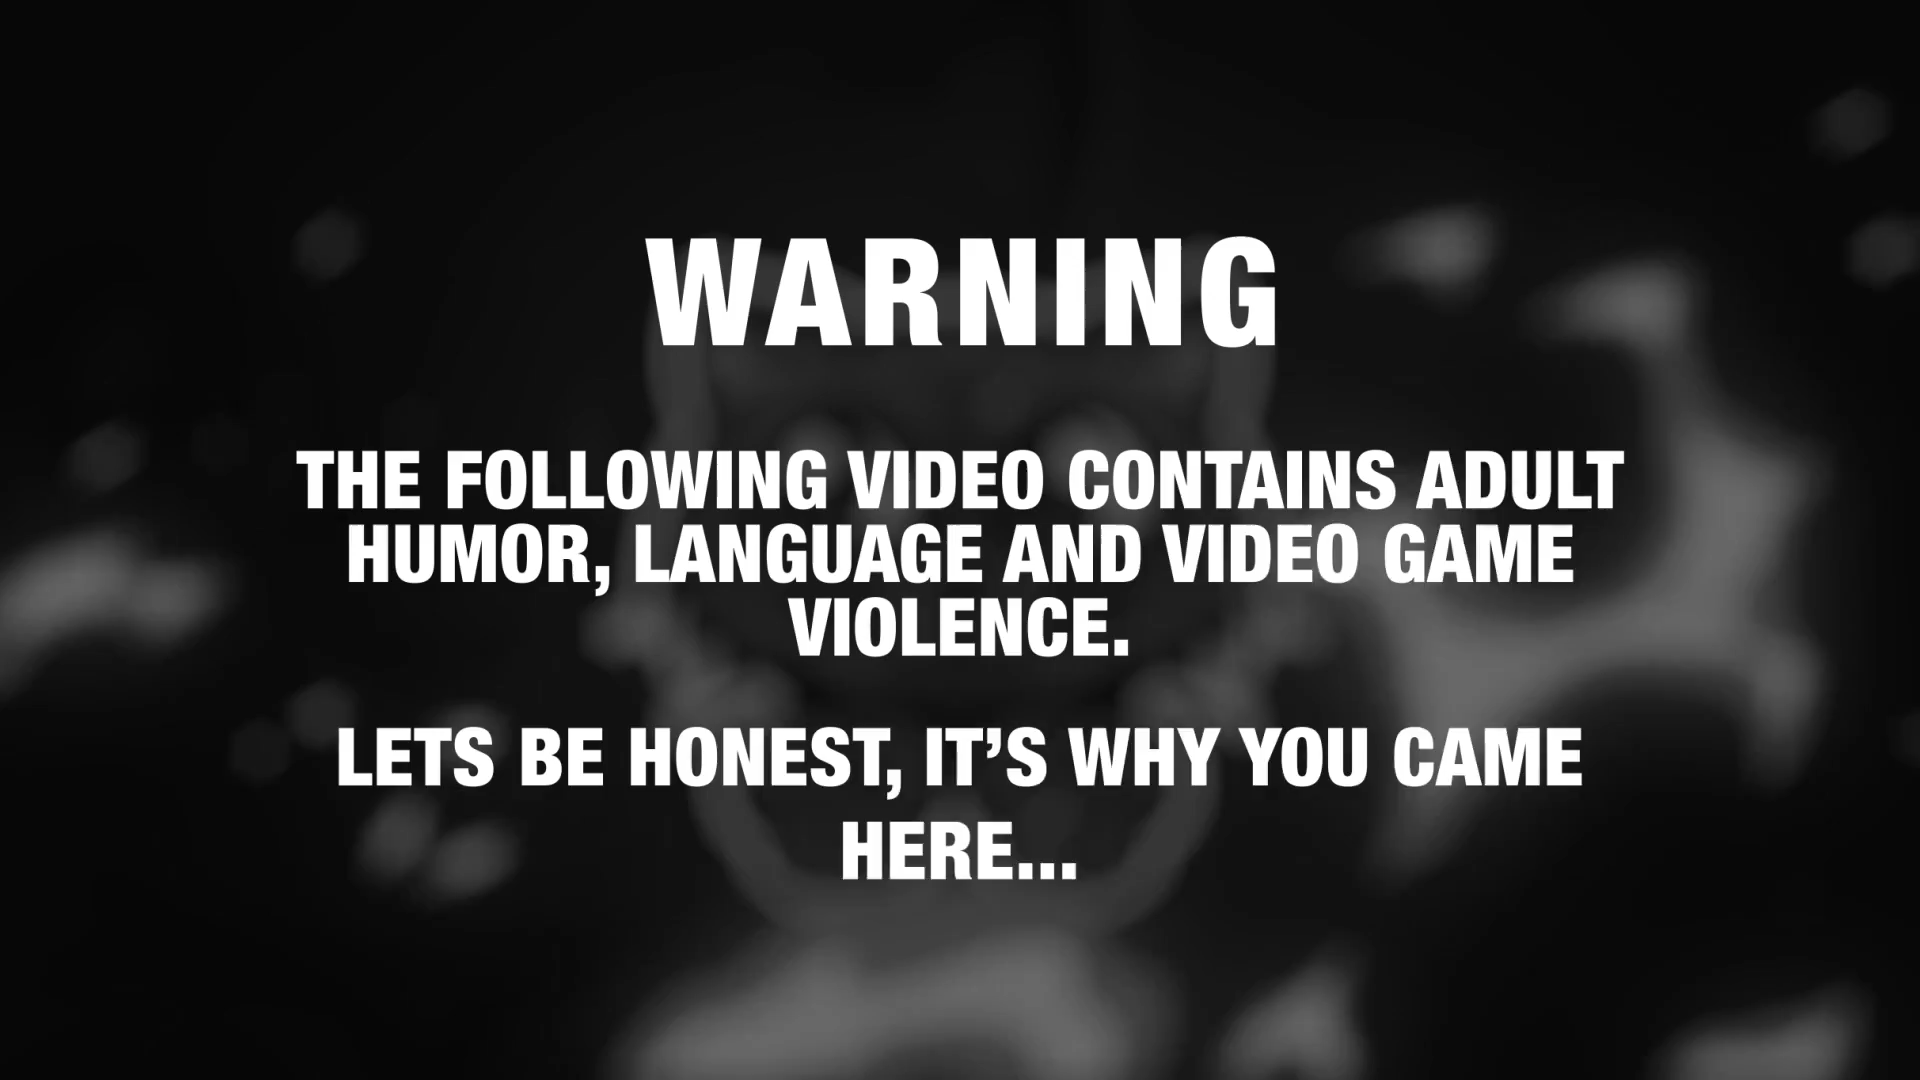 WARNING
THE FOLLOWING VIDEO CONTAINS ADULT
HUMOR, LANGUAGE AND VIDEO GAME
VIOLENCE.
LETS BE HONEST, IT’S WHY YOU CAME
HERE...